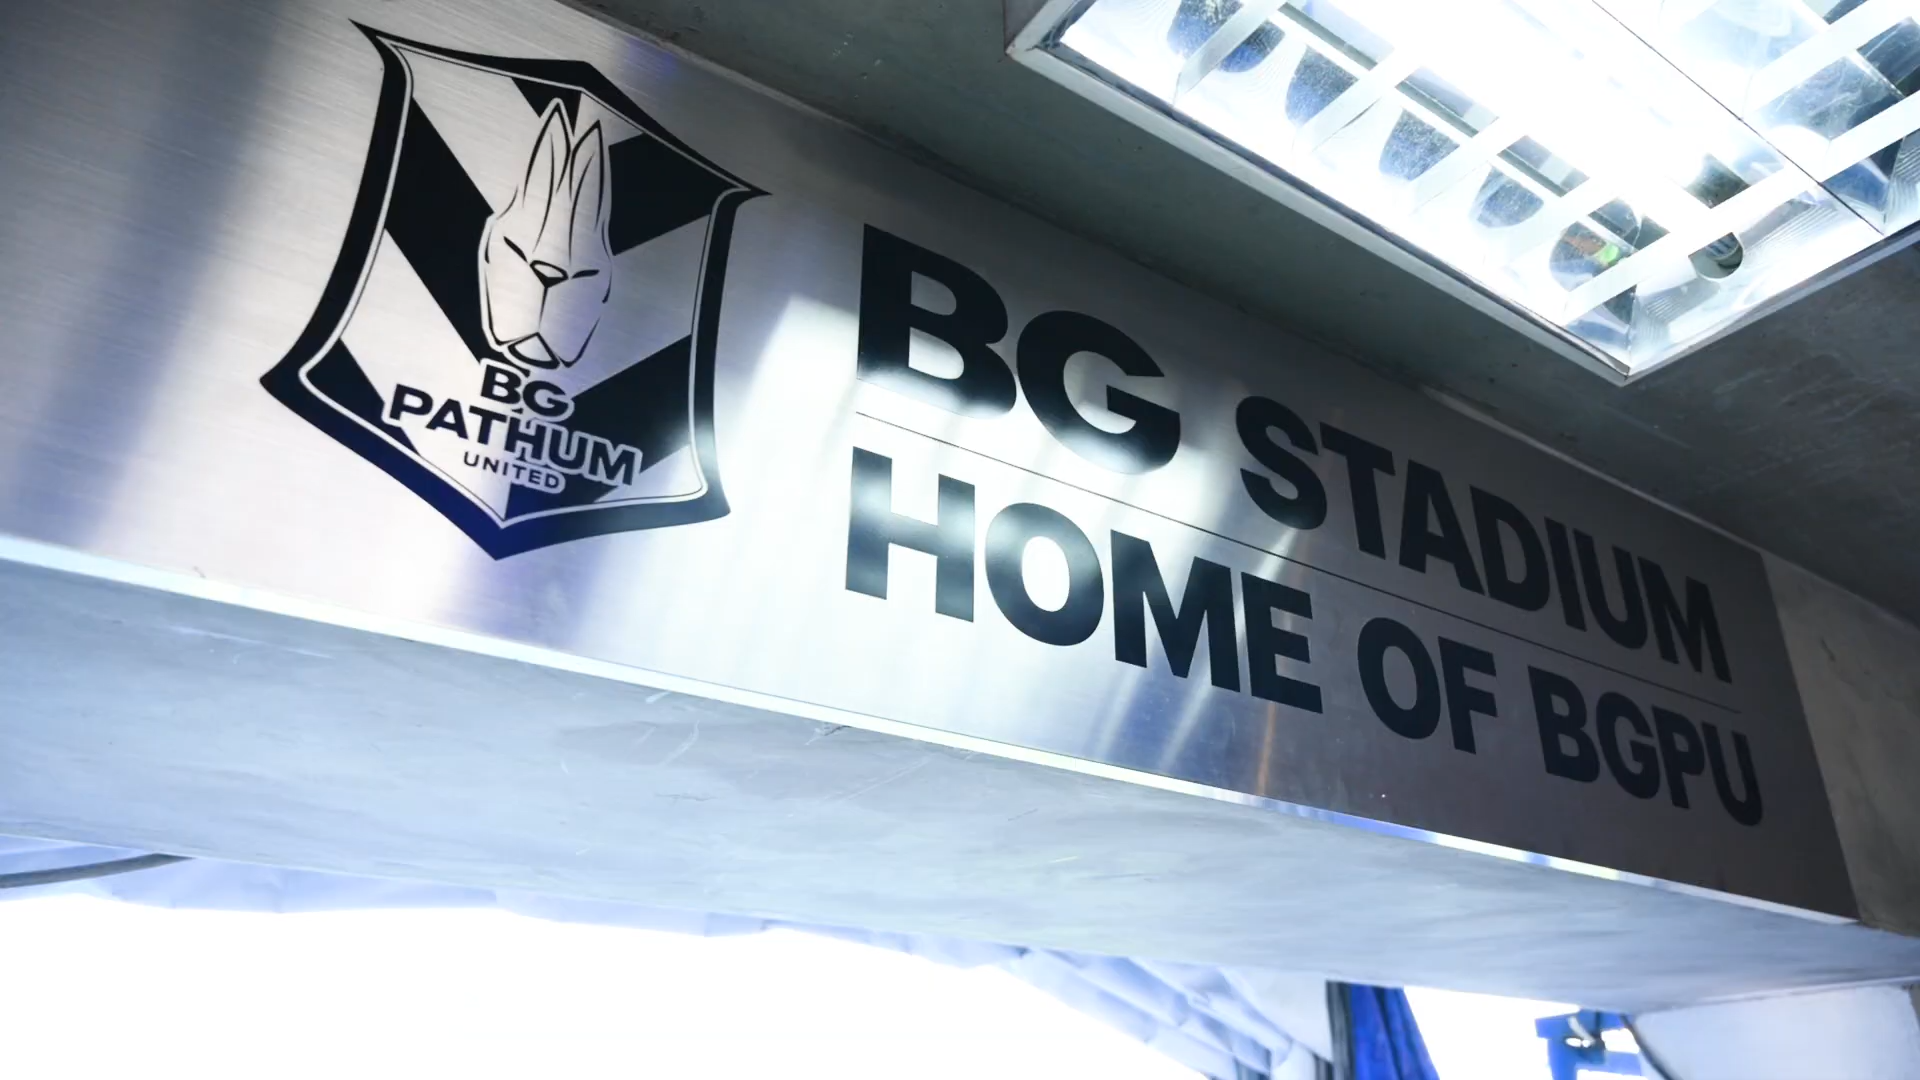 BG
PATHUM
UNITED
BG STADIUM
HOME OF BGPU